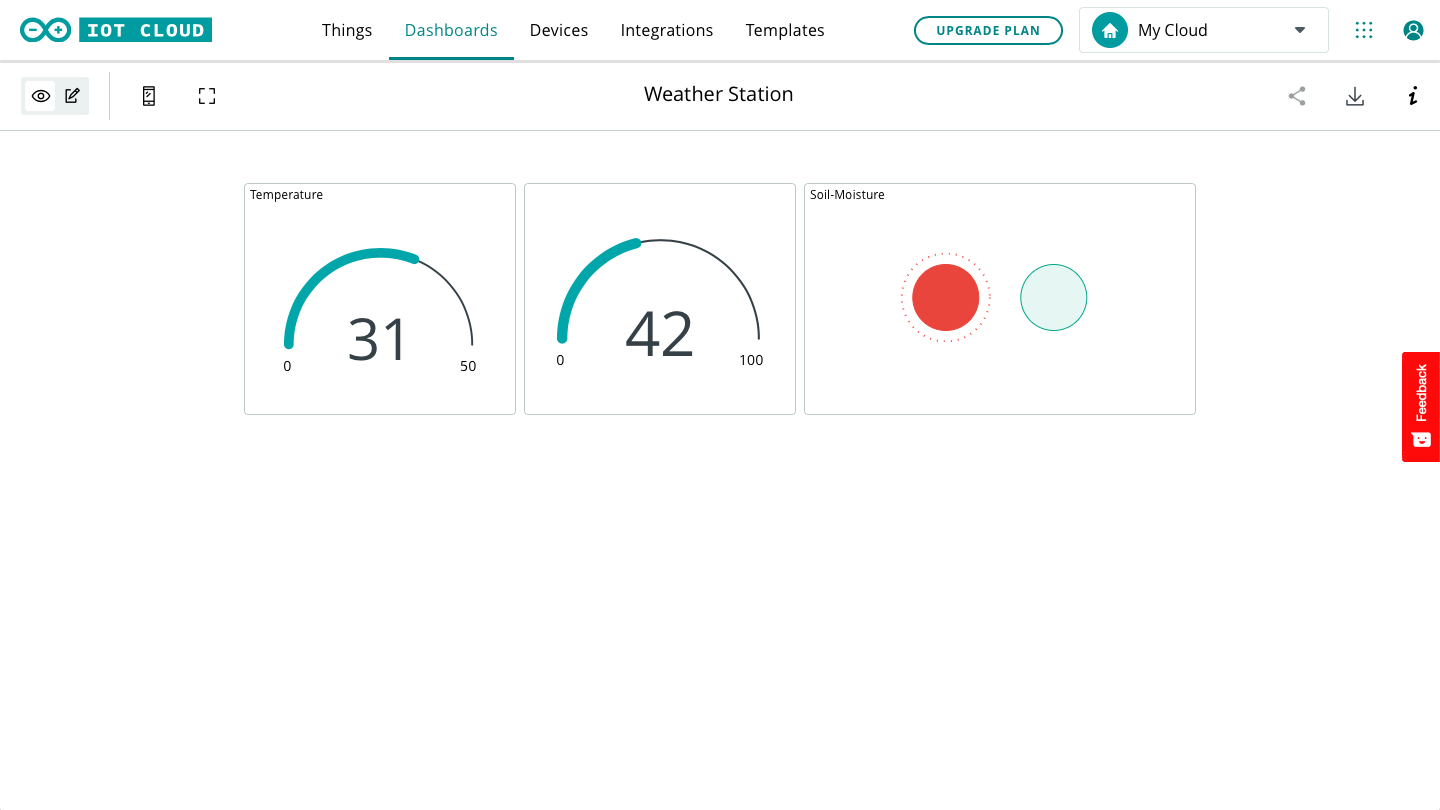 IOT CLOUD
Things
Dashboards
Devices
Integrations
Templates
UPGRADE PLAN
My Cloud
Weather Station
Temperature
31
0
50
42
0
100
Soil-Moisture
Feedback